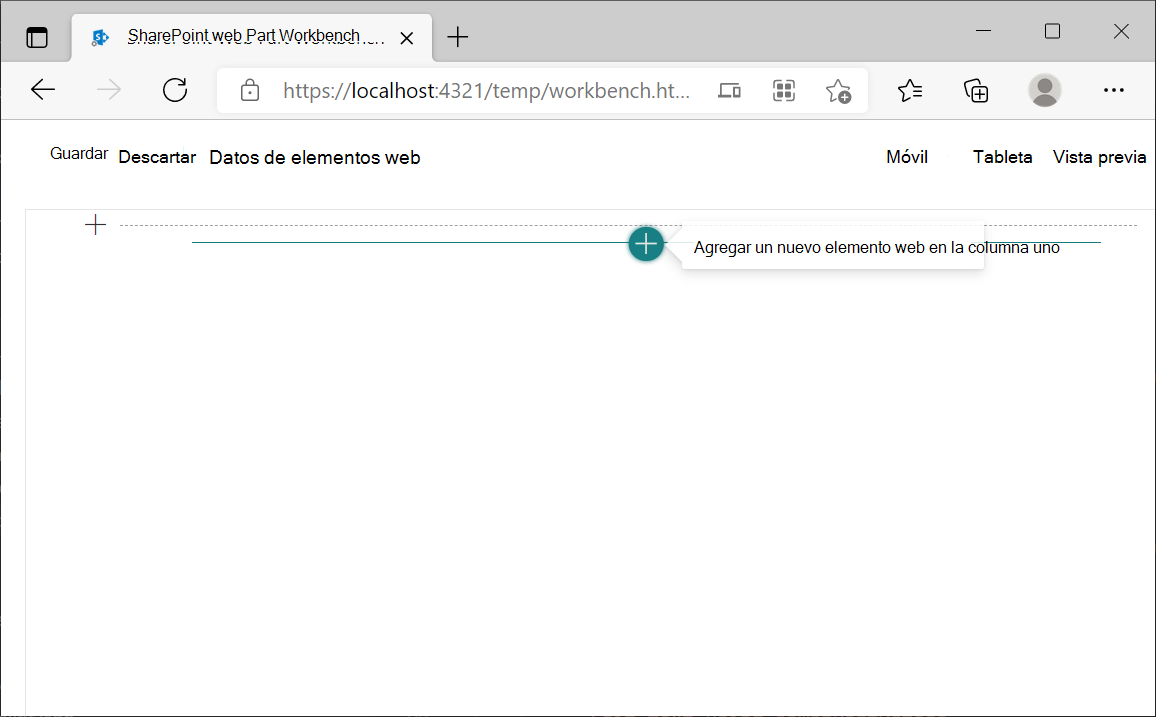 SharePoint web Part Workbench
https://localhost:4321/temp/workbench.ht...
Guardar Descartar Datos de elementos web Móvil Tableta Vista previa
Agregar un nuevo elemento web en la columna uno